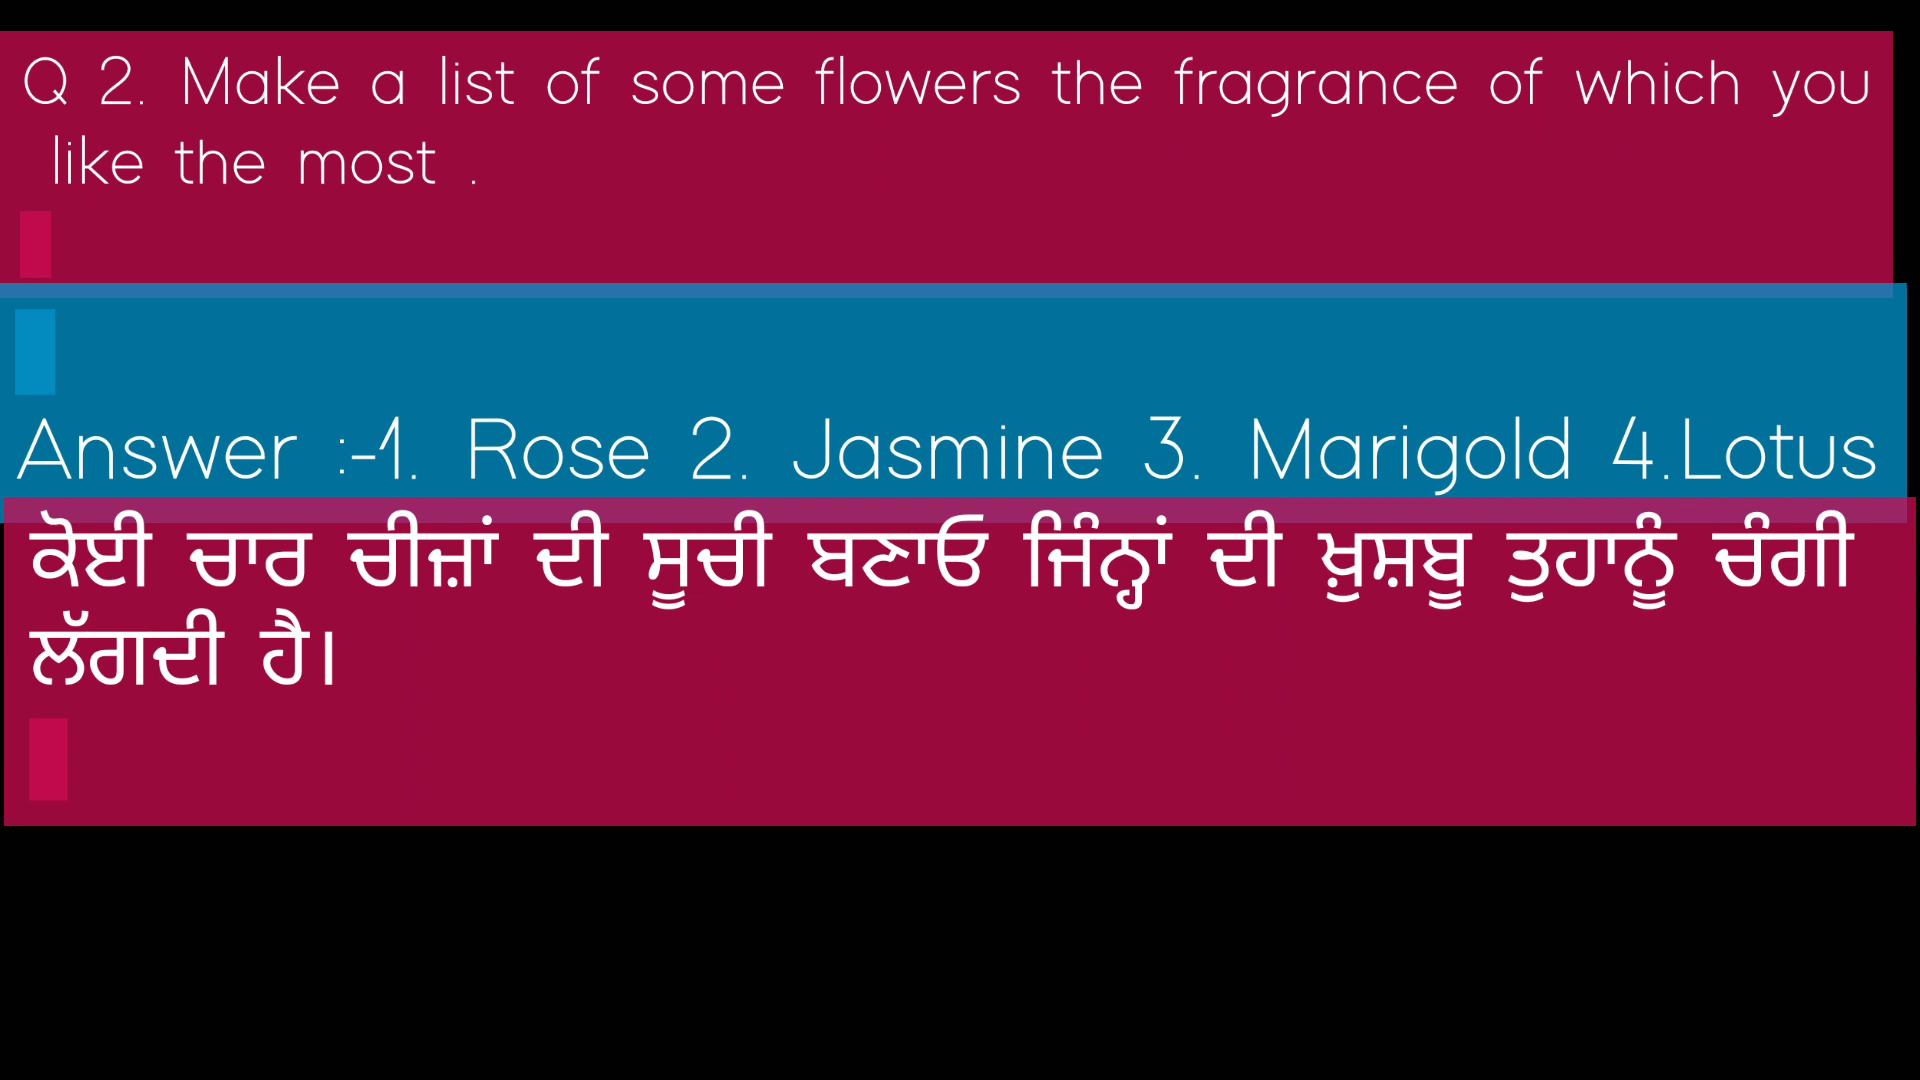 Q 2. Make a list of some flowers the fragrance of which you
like the most .
Answer :-1. Rose 2. Jasmine 3. Marigold 4.Lotus
ਕੋਈ ਚਾਰ ਚੀਜ਼ਾਂ ਦੀ ਸੂਚੀ ਬਣਾਓ ਜਿੰਨ੍ਹਾਂ ਦੀ ਖ਼ੁਸ਼ਬੂ ਤੁਹਾਨੂੰ ਚੰਗੀ
ਲੱਗਦੀ ਹੈ।